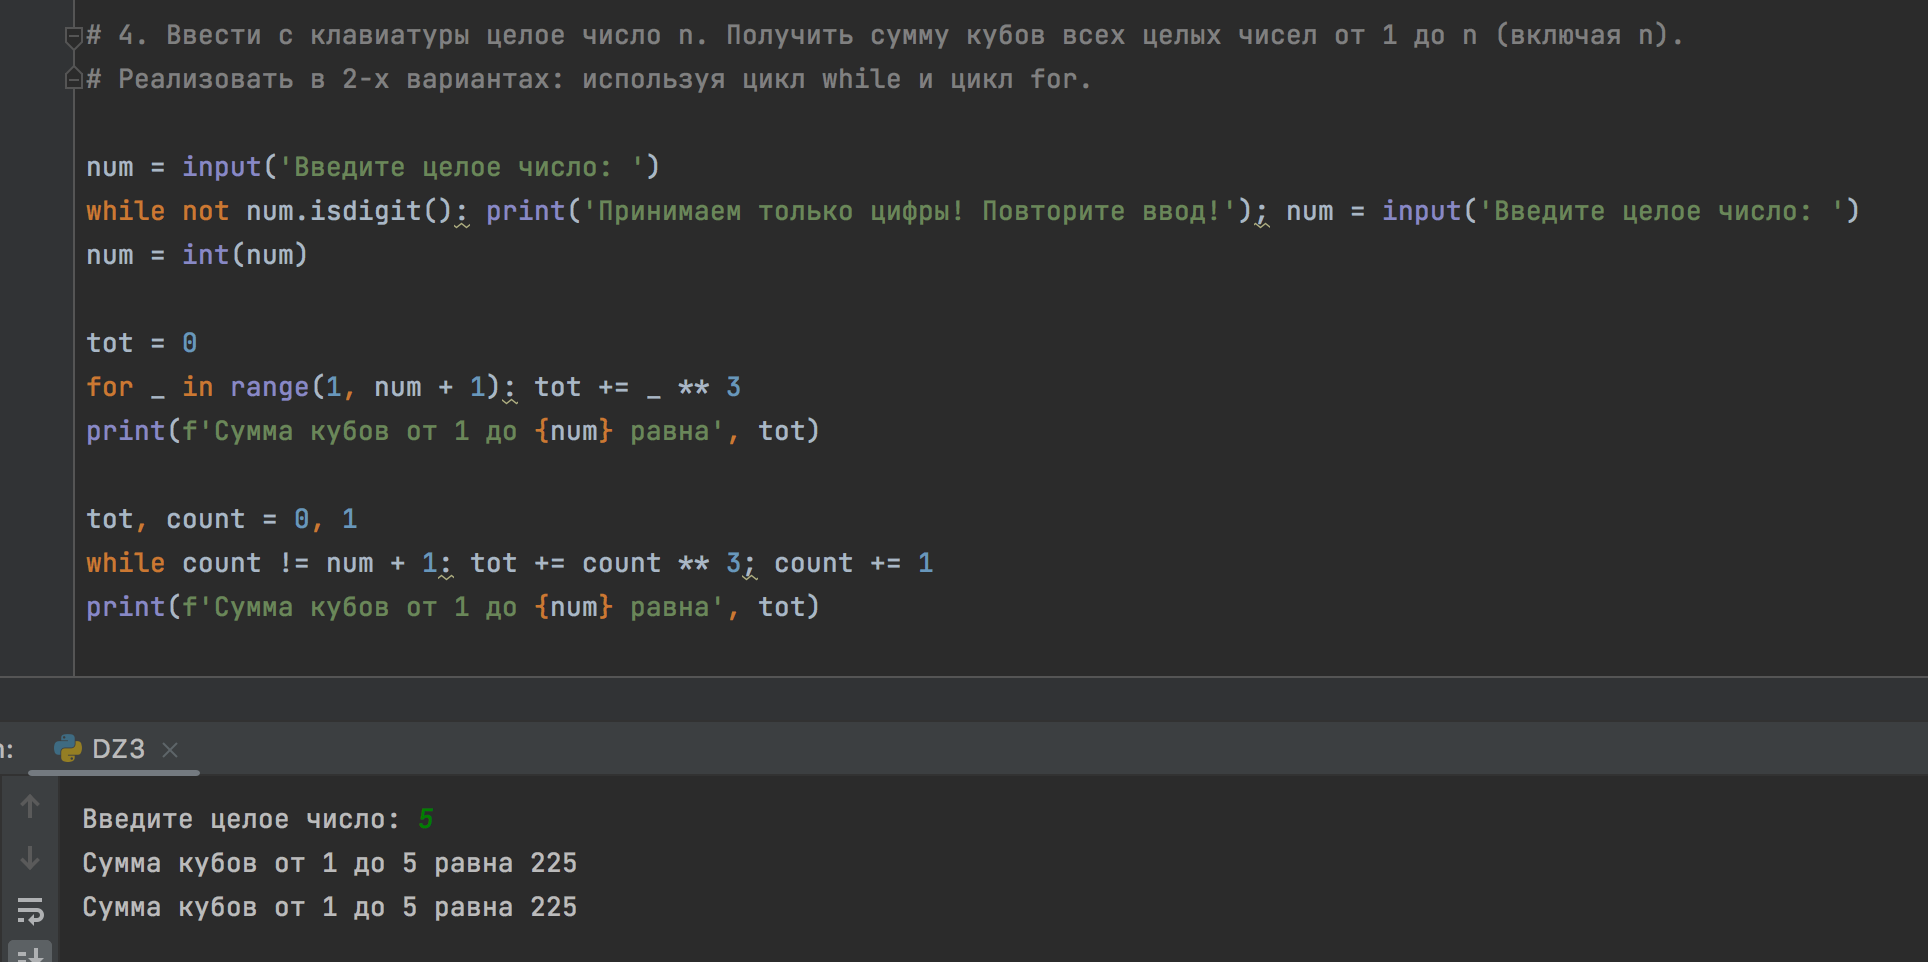 # 4. Ввести с клавиатуры целое число n. Получить сумму кубов всех целых чисел от 1 до n (включая n).
# Реализовать в 2-х вариантах: используя цикл while и цикл for.
num = input('Введите целое число: ')
while not num.isdigit(): print('Принимаем только цифры! Повторите ввод!'); num = input('Введите целое число: ')
num = int(num)
tot = 0
for _ in range(1, num + 1): tot += _ ** 3
print(f'Сумма кубов от 1 до {num} равна', tot)
tot, count = 0, 1
while count != num + 1: tot += count ** 3; count += 1
print(f'Сумма кубов от 1 до {num} равна', tot)
DZ3
Введите целое число: 5
Сумма кубов от 1 до 5 равна 225
Сумма кубов от 1 до 5 равна 225